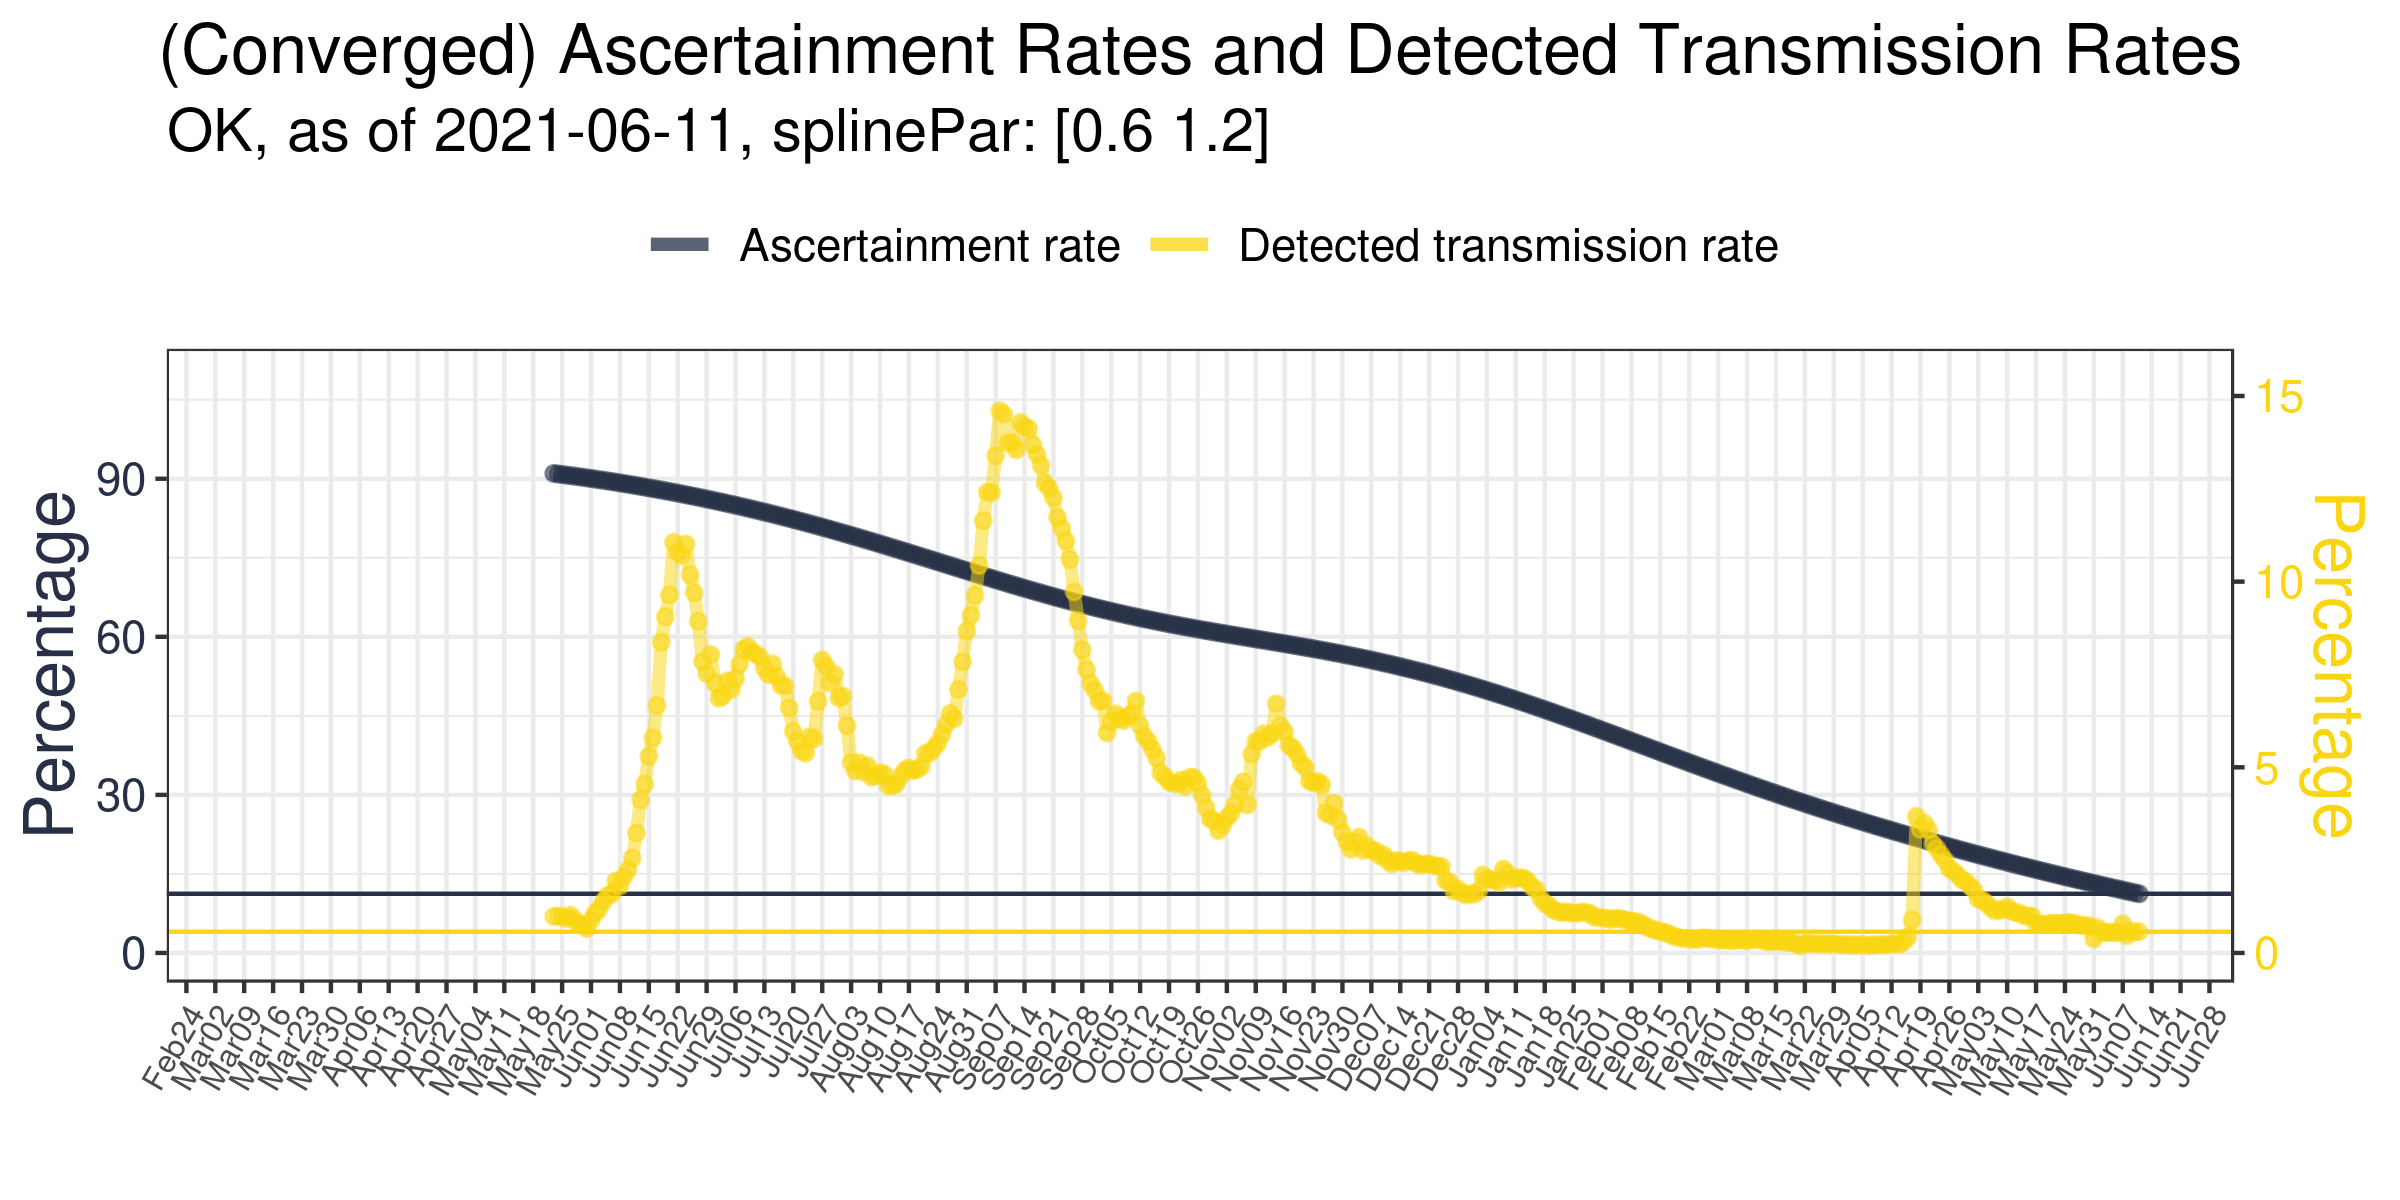 (Converged) Ascertainment Rates and Detected Transmission Rates
OK, as of 2021-06-11, splinePar: [0.6 1.2]
Ascertainment rate Detected transmission rate
Percentage
90
60
30
0
15
10
5
0
Percentage
Feb24 Mar02 Mar09 Mar16 Mar23 Mar30 Apr06 Apr13 Apr20 Apr27 May04 May11 May18 May25 Jun01 Jun08 Jun15 Jun22 Jun29 Jul06 Jul13 Jul20 Jul27 Aug03 Aug10 Aug17 Aug24 Aug31 Sep07 Sep14 Sep21 Sep28 Oct05 Oct12 Oct19 Oct26 Nov02 Nov09 Nov16 Nov23 Nov30 Dec07 Dec14 Dec21 Dec28 Jan04 Jan11 Jan18 Jan25 Feb01 Feb08 Feb15 Feb22 Mar01 Mar08 Mar15 Mar22 Mar29 Apr05 Apr12 Apr19 Apr26 May03 May10 May17 May24 May31 Jun07 Jun14 Jun21 Jun28